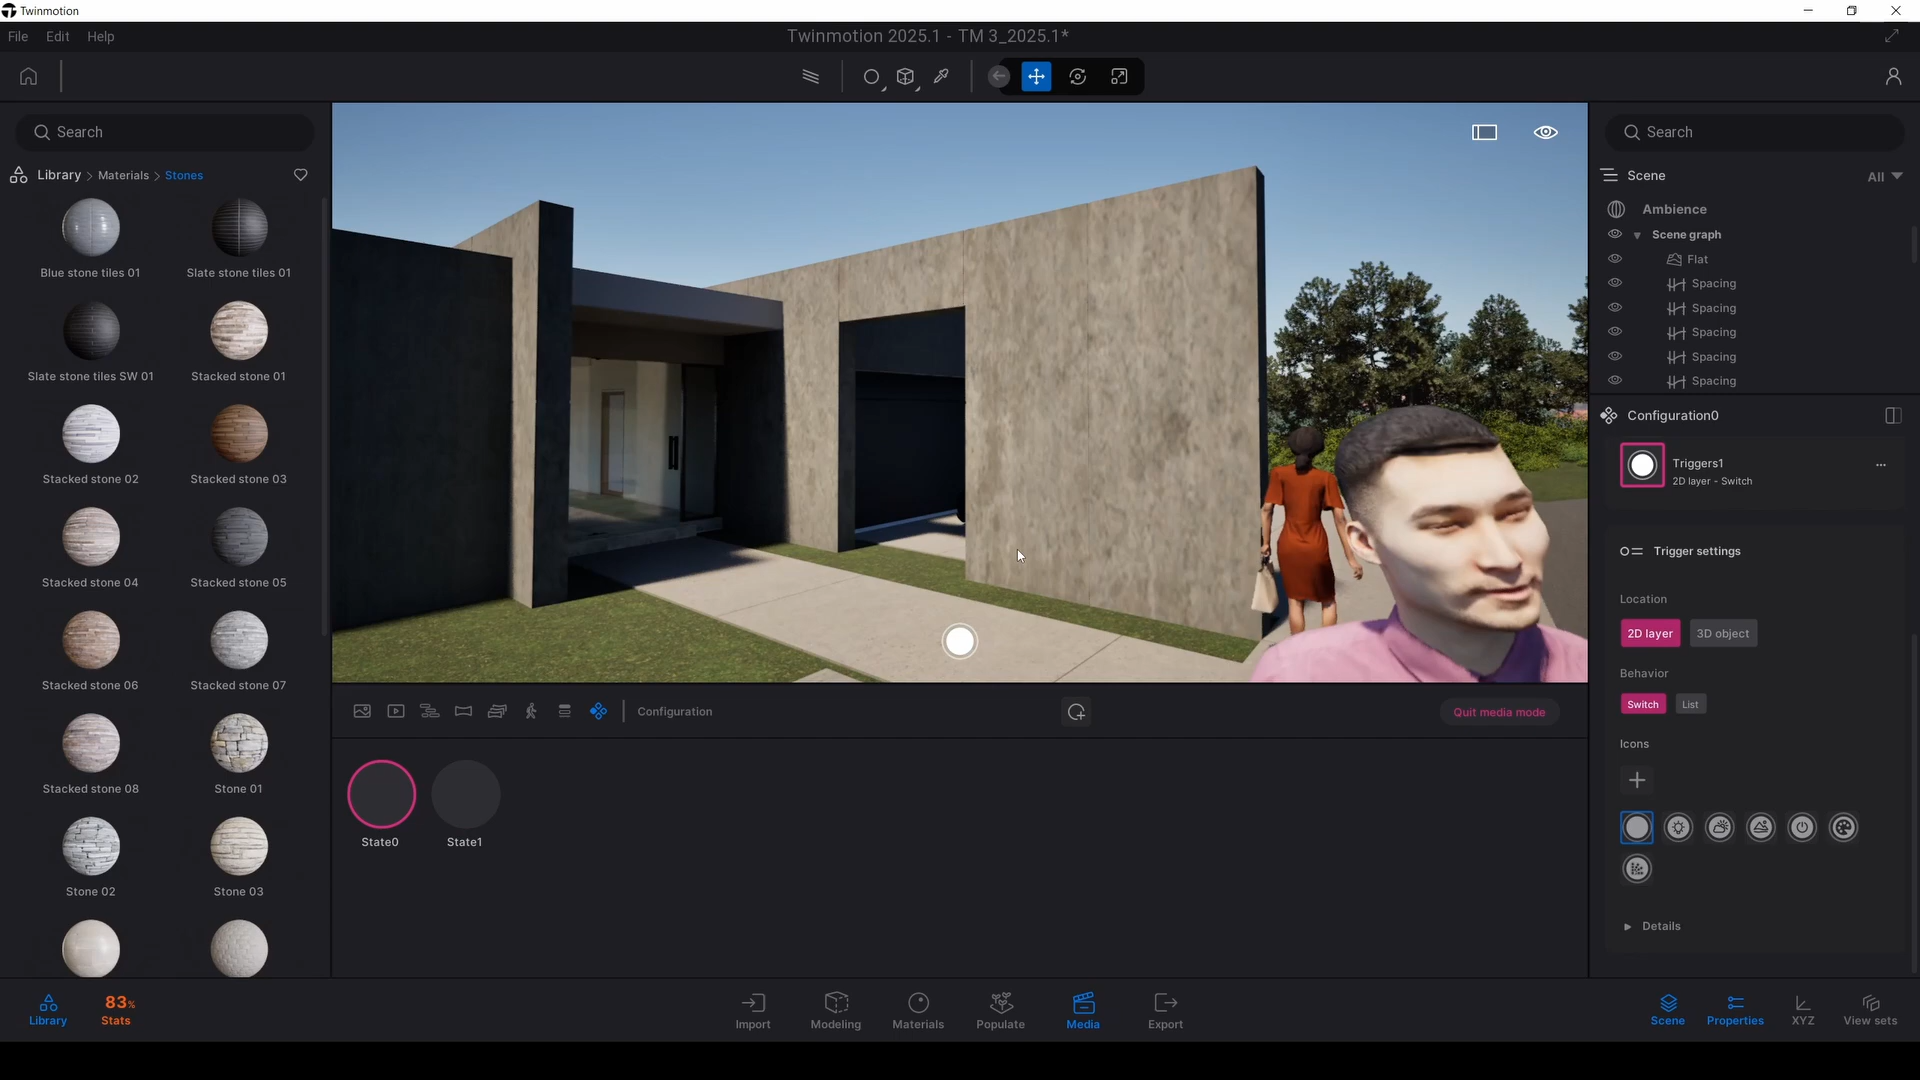 Twinmotion
File Edit Help
Twinmotion 2025.1 - TM 3_2025.1*
Search
Library > Materials > Stones
Blue stone tiles 01
Slate stone tiles 01
Slate stone tiles SW 01
Stacked stone 01
Stacked stone 02
Stacked stone 03
Stacked stone 04
Stacked stone 05
Stacked stone 06
Stacked stone 07
Stacked stone 08
Stone 01
Stone 02
Stone 03
Configuration
Quit media mode
State0
State1
Search
Scene
All
Ambience
Scene graph
Flat
Spacing
Spacing
Spacing
Spacing
Spacing
Configuration0
Triggers1
2D layer - Switch
Trigger settings
Location
2D layer
3D object
Behavior
Switch
List
Icons
Details
Library
83%
Stats
Import
Modeling
Materials
Populate
Media
Export
Scene
Properties
XYZ
View sets